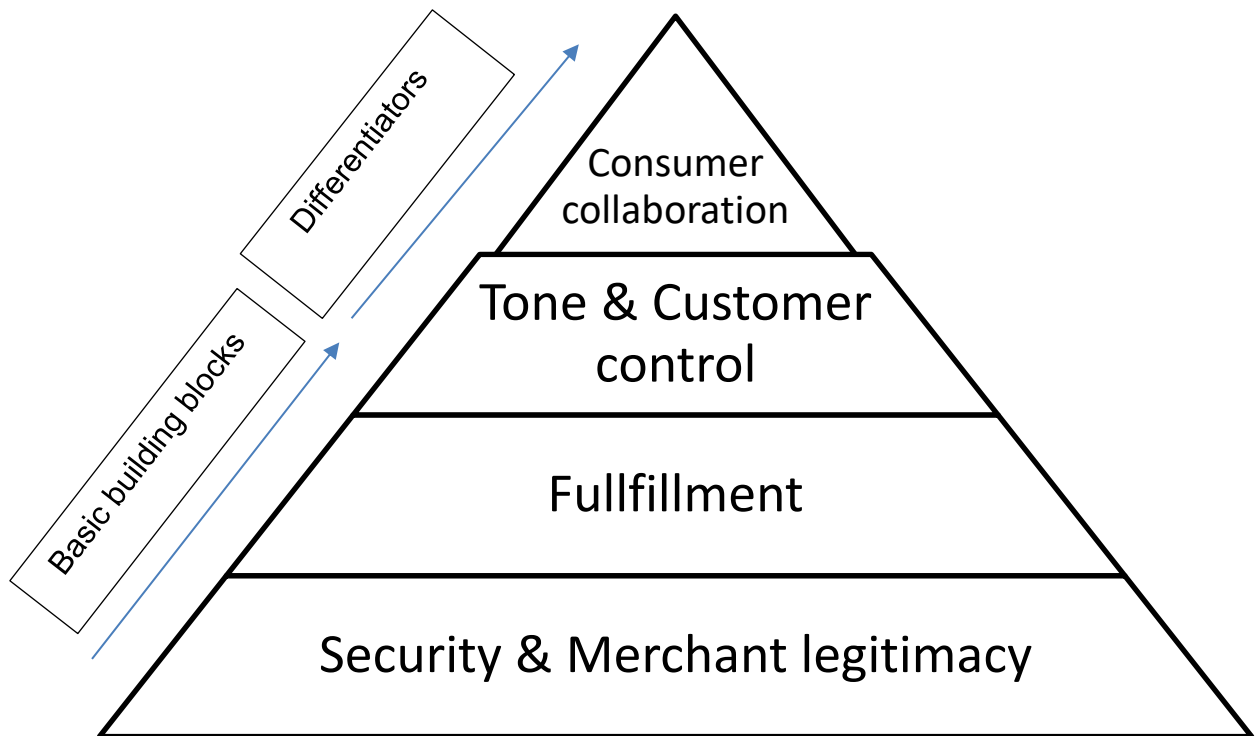 Differentiators
Basic building blocks
Consumer
collaboration
Tone & Customer
control
Fullfillment
Security & Merchant legitimacy